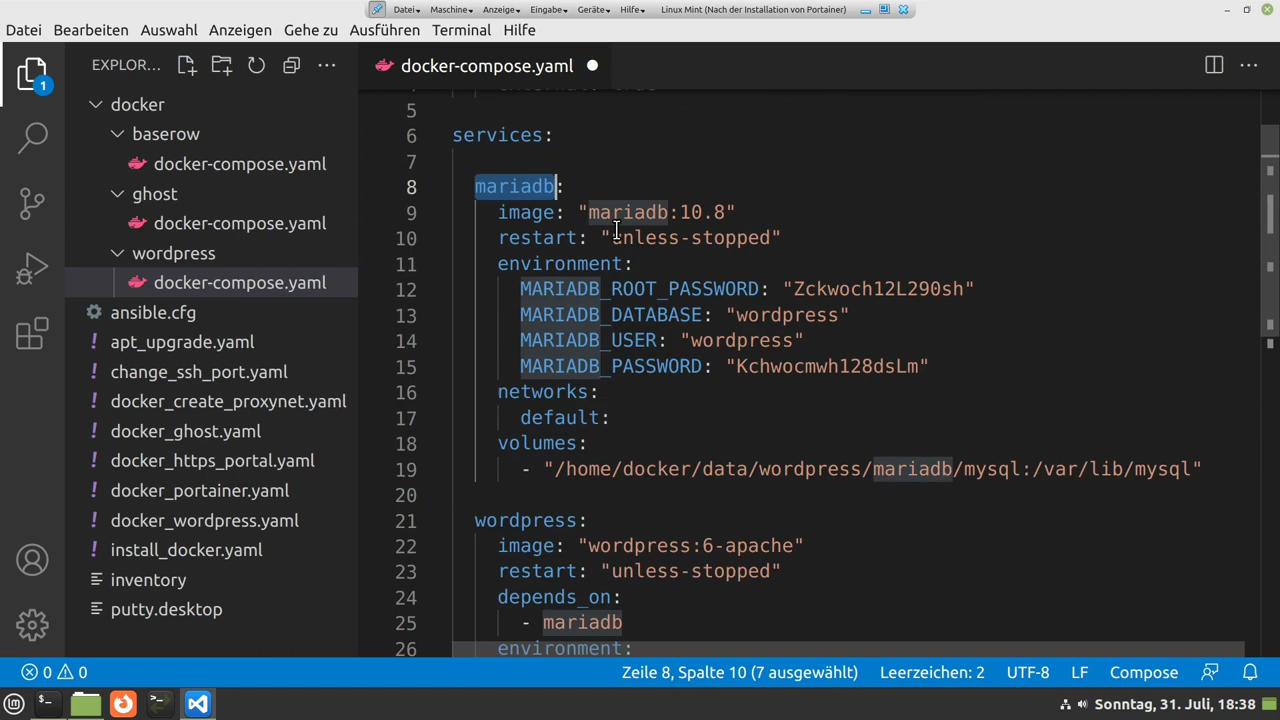 Datei Maschine Anzeige Eingabe Geräte Hilfe Linux Mint (Nach der Installation von Portainer)
Datei Bearbeiten Auswahl Anzeigen Gehe zu Ausführen Terminal Hilfe
EXPLOR... docker-compose.yaml
docker
baserow
docker-compose.yaml
ghost
docker-compose.yaml
wordpress
docker-compose.yaml
ansible.cfg
apt_upgrade.yaml
change_ssh_port.yaml
docker_create_proxynet.yaml
docker_ghost.yaml
docker_https_portal.yaml
docker_portainer.yaml
docker_wordpress.yaml
install_docker.yaml
inventory
putty.desktop
1
5
6 services:
7
8 mariadb:
9 image: "mariadb:10.8"
10 restart: "unless-stopped"
11 environment:
12 MARIADB_ROOT_PASSWORD: "Zckwoch12L290sh"
13 MARIADB_DATABASE: "wordpress"
14 MARIADB_USER: "wordpress"
15 MARIADB_PASSWORD: "Kchwocmwh128dsLm"
16 networks:
17 default:
18 volumes:
19 - "/home/docker/data/wordpress/mariadb/mysql:/var/lib/mysql"
20
21 wordpress:
22 image: "wordpress:6-apache"
23 restart: "unless-stopped"
24 depends_on:
25 - mariadb
26 environment:
0 0 Zeile 8, Spalte 10 (7 ausgewählt) Leerzeichen: 2 UTF-8 LF Compose
Sonntag, 31. Juli, 18:38